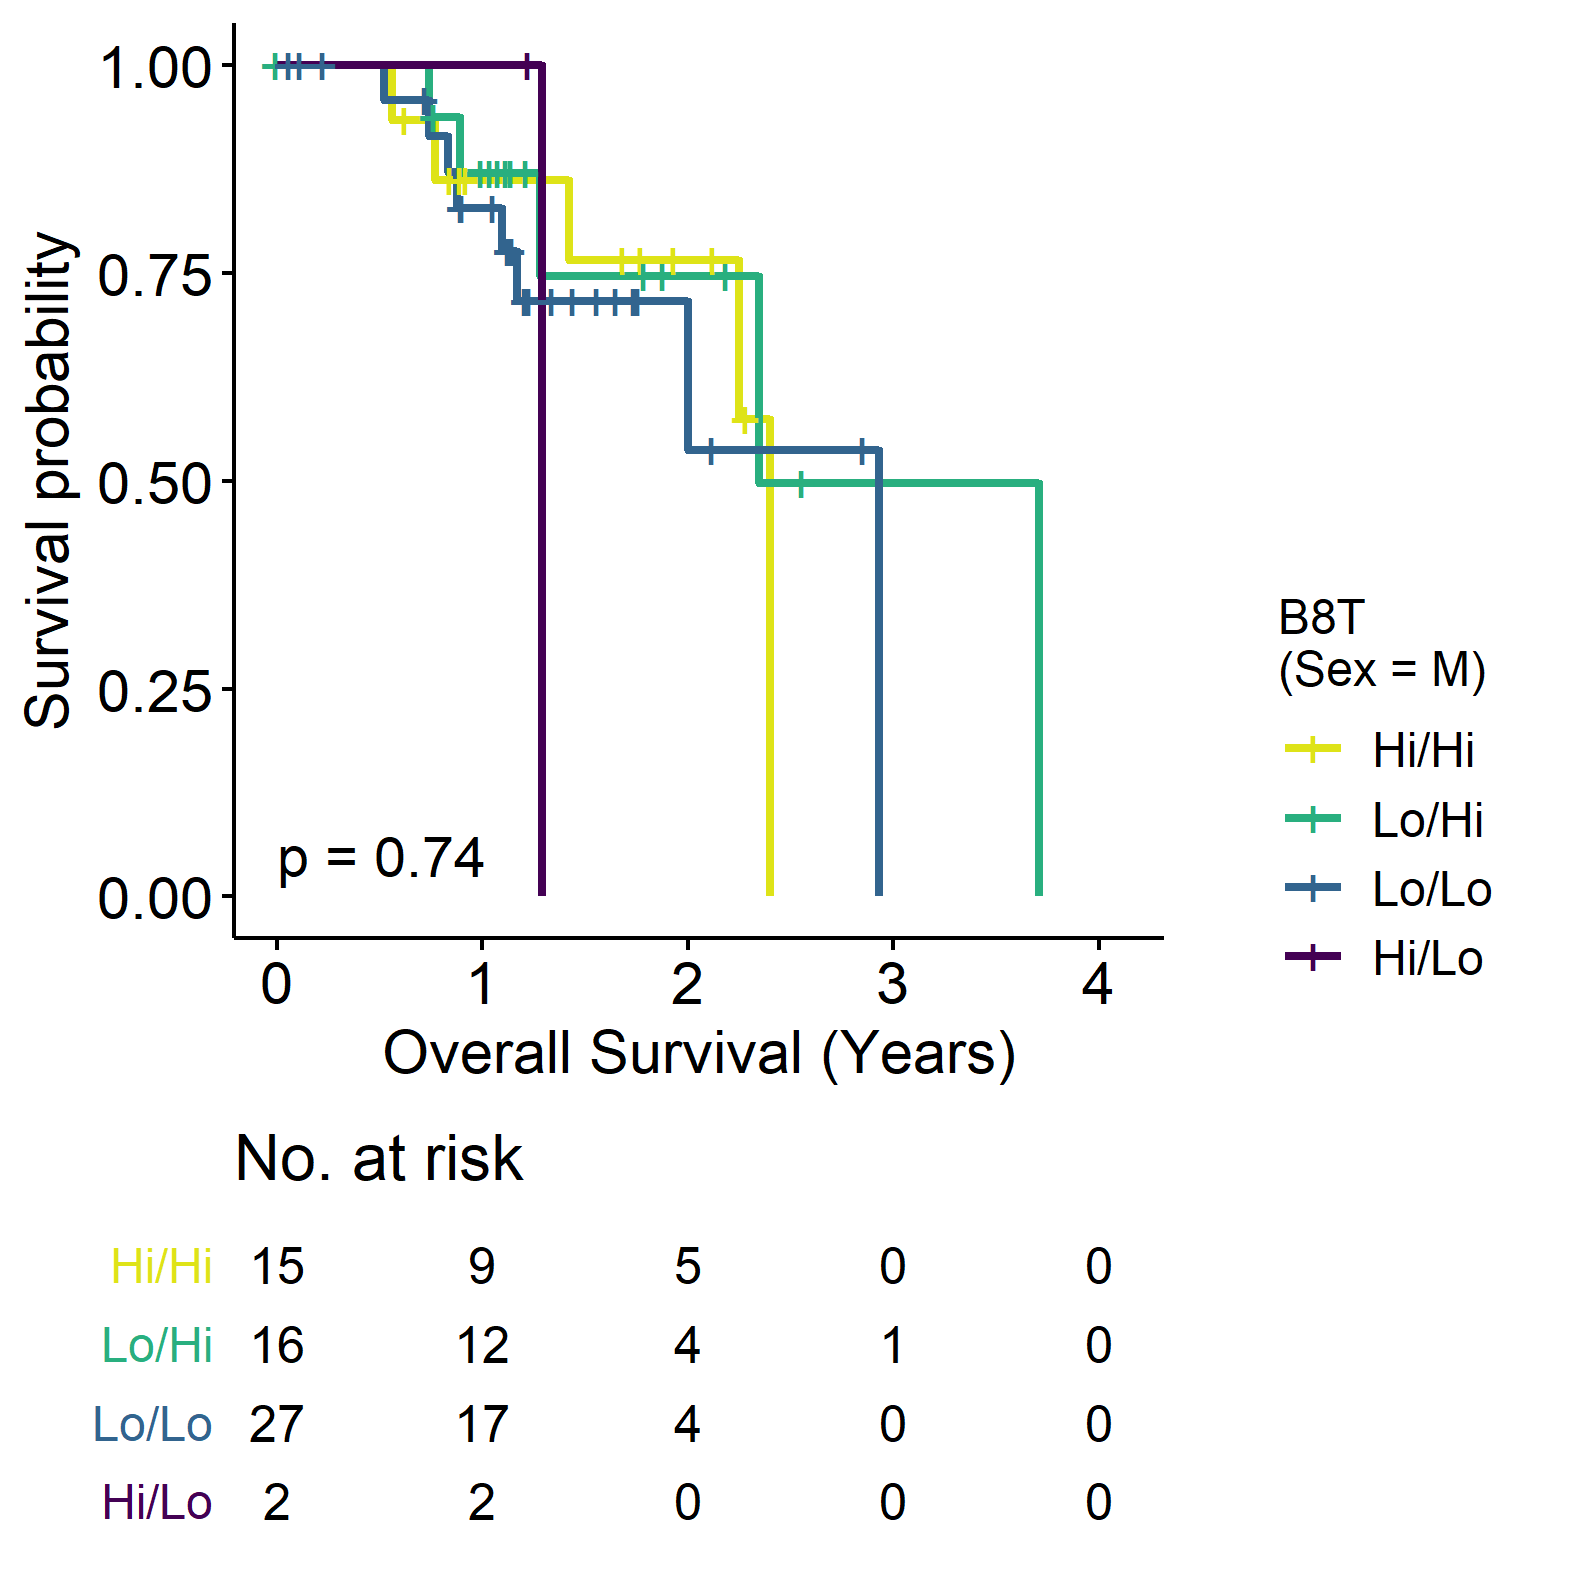 1.00
0.75
0.50
0.25
0.00
Survival probability
p = 0.74
0 1 2 3 4
Overall Survival (Years)
B8T
(Sex = M)
Hi/Hi
Lo/Hi
Lo/Lo
Hi/Lo
No. at risk
Hi/Hi 15 9 5 0 0
Lo/Hi 16 12 4 1 0
Lo/Lo 27 17 4 0 0
Hi/Lo 2 2 0 0 0